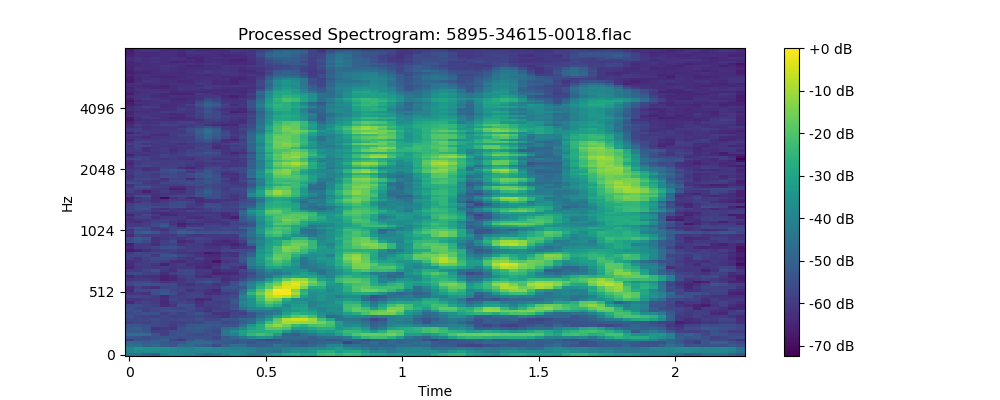 Processed Spectrogram: 5895-34615-0018.flac
+0 dB
-10 dB
-20 dB
-30 dB
-40 dB
-50 dB
-60 dB
-70 dB
4096
2048
1024
512
0
Hz
0
0.5
1
1.5
2
Time